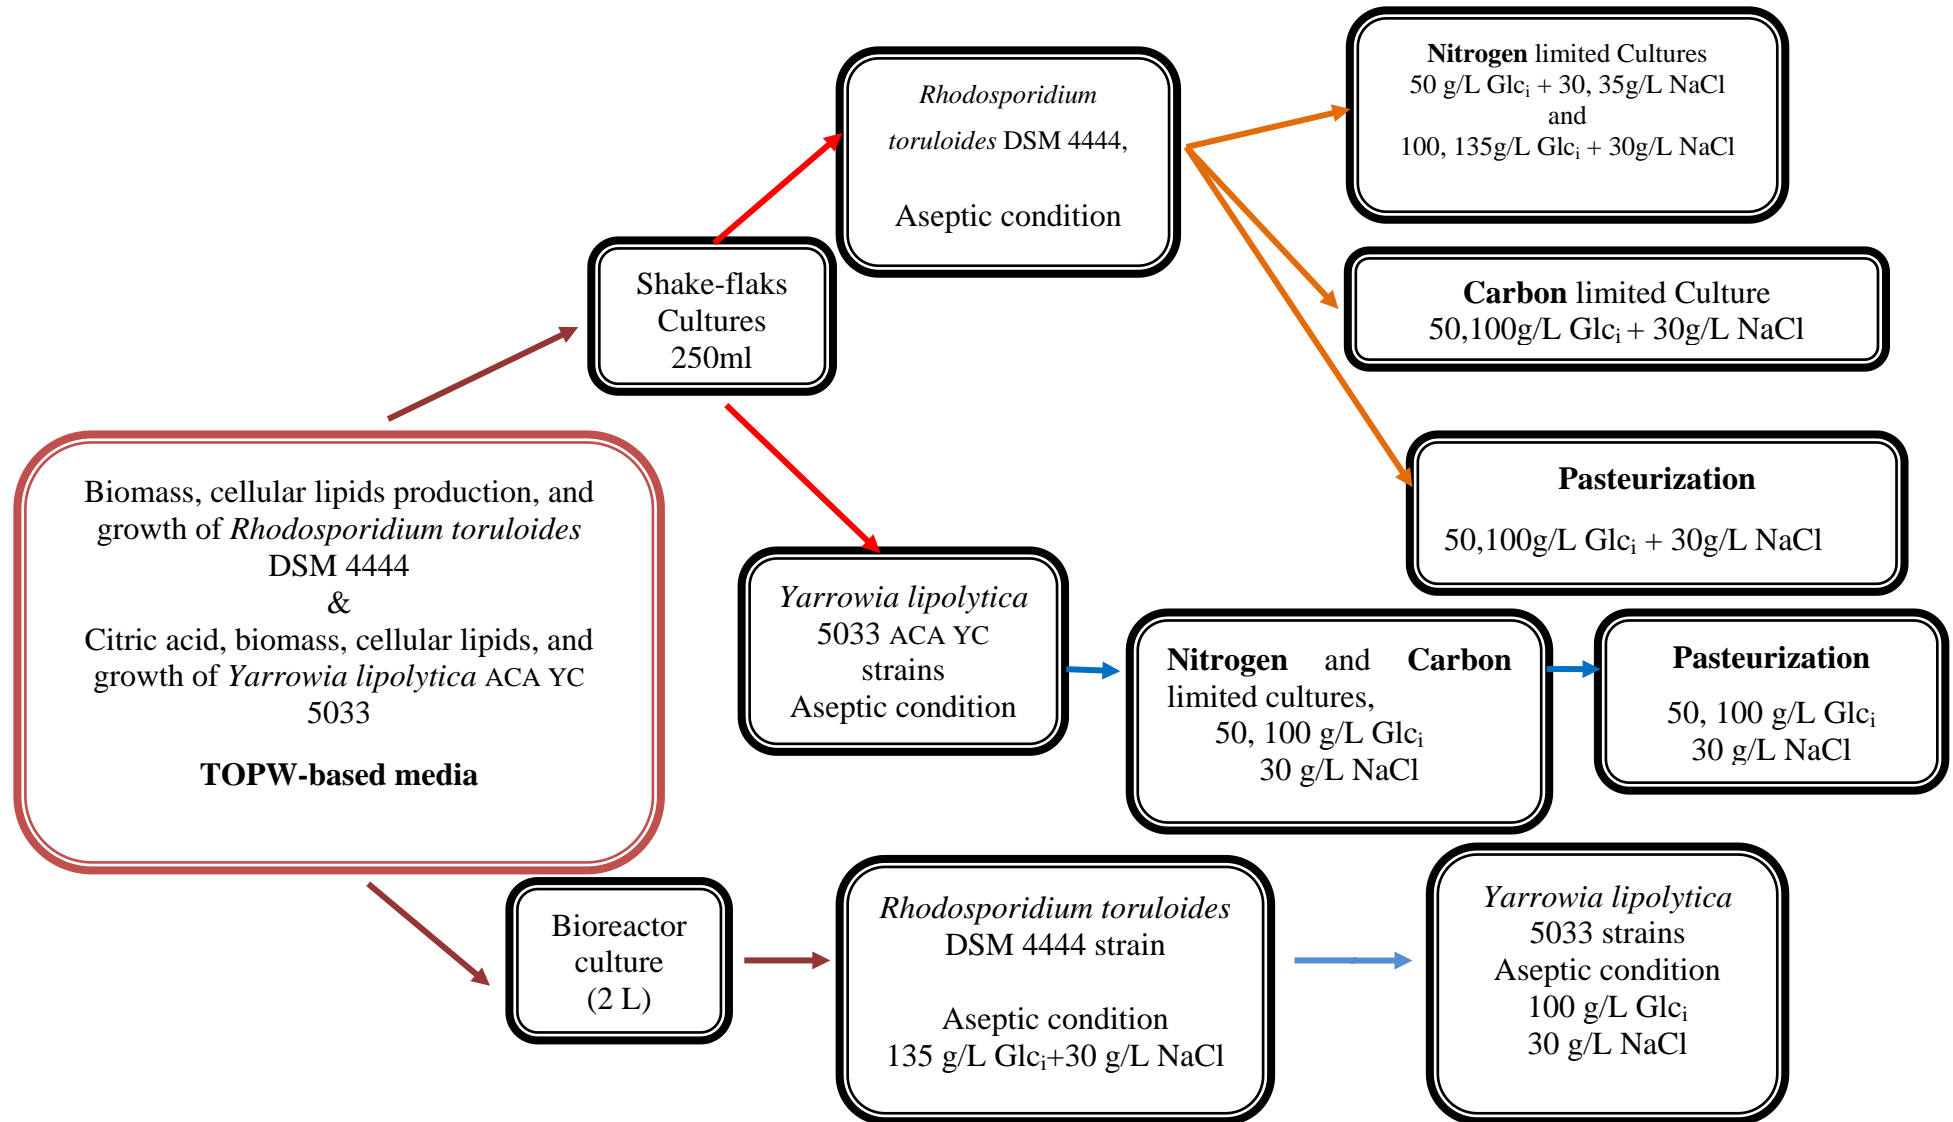 Biomass, cellular lipids production, and
growth of Rhodosporidium toruloides
DSM 4444
&
Citric acid, biomass, cellular lipids, and
growth of Yarrowia lipolytica ACA YC
5033
TOPW-based media
Shake-flaks
Cultures
250ml
Rhodosporidium
toruloides DSM 4444,
Aseptic condition
Nitrogen limited Cultures
50 g/L Glci + 30, 35g/L NaCl
and
100, 135g/L Glci + 30g/L NaCl
Carbon limited Culture
50,100g/L Glci + 30g/L NaCl
Pasteurization
50,100g/L Glci + 30g/L NaCl
Yarrowia lipolytica
5033 ACA YC
strains
Aseptic condition
Nitrogen and Carbon
limited cultures,
50, 100 g/L Glci
30 g/L NaCl
Pasteurization
50, 100 g/L Glci
30 g/L NaCl
Bioreactor
culture
(2 L)
Rhodosporidium toruloides
DSM 4444 strain
Aseptic condition
135 g/L Glci+30 g/L NaCl
Yarrowia lipolytica
5033 strains
Aseptic condition
100 g/L Glci
30 g/L NaCl